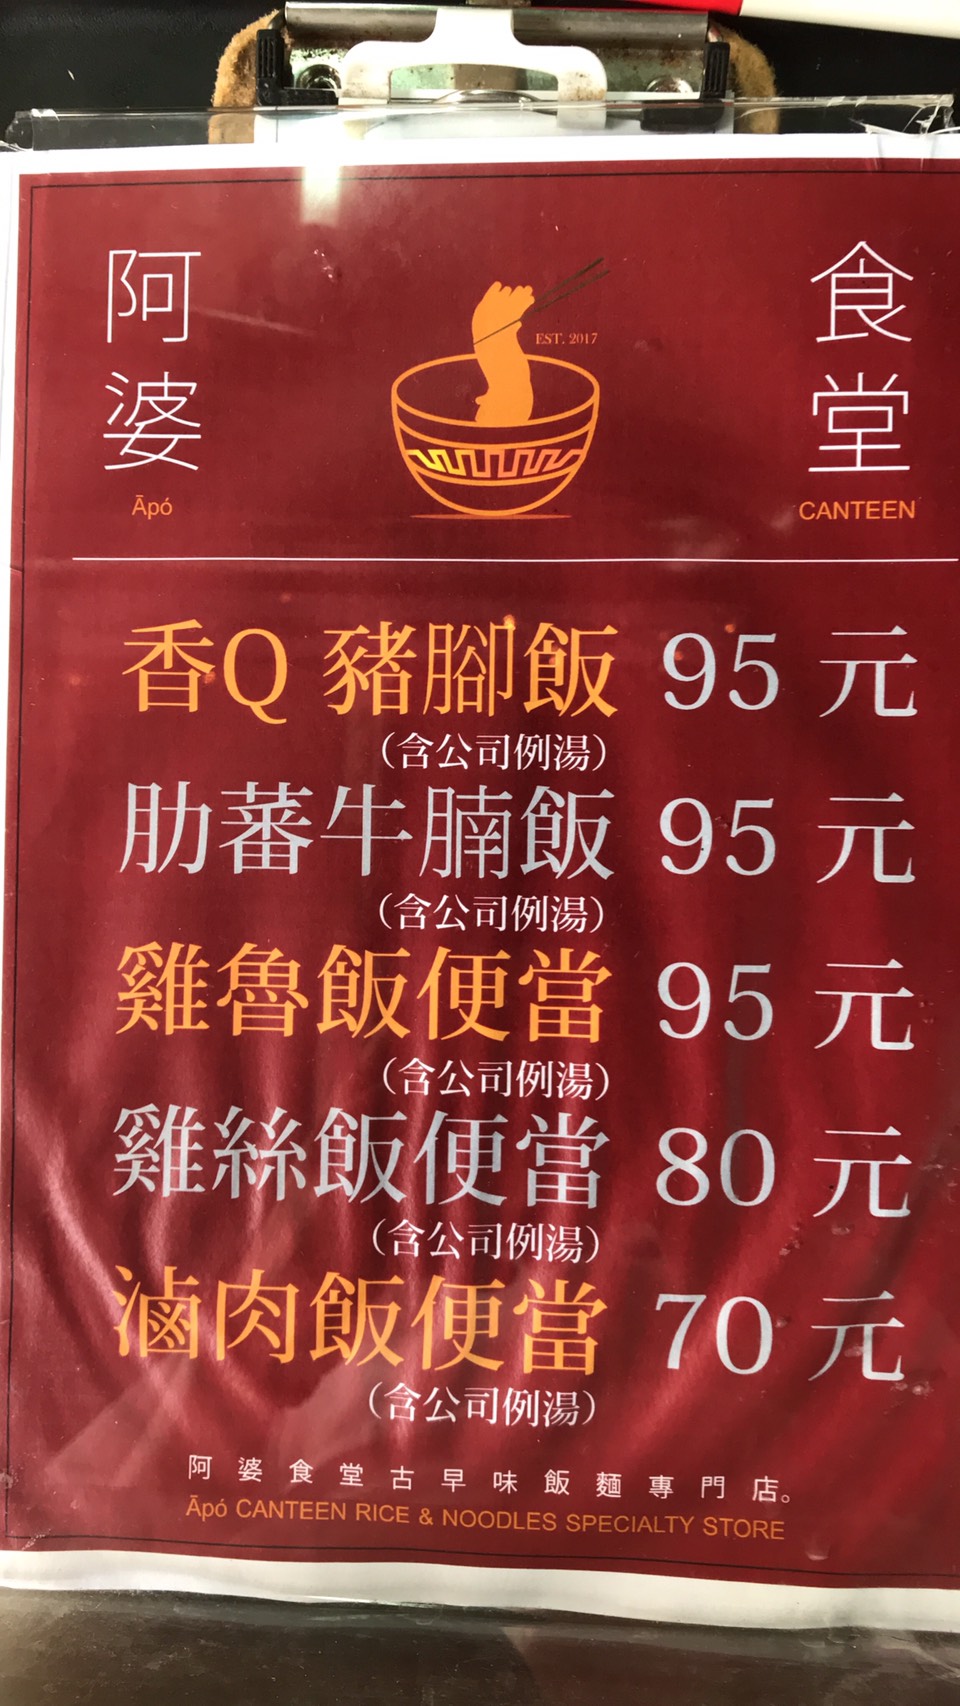 阿婆
Āpó
EST. 2017
食堂
CANTEEN
香Q 豬腳飯 95 元
(含公司例湯)
肋蕃牛腩飯 95 元
(含公司例湯)
雞魯飯便當 95 元
(含公司例湯)
雞絲飯便當 80 元
(含公司例湯)
滷肉飯便當 70 元
(含公司例湯)
阿婆食堂古早味飯麵專門店。
Āpó CANTEEN RICE & NOODLES SPECIALTY STORE